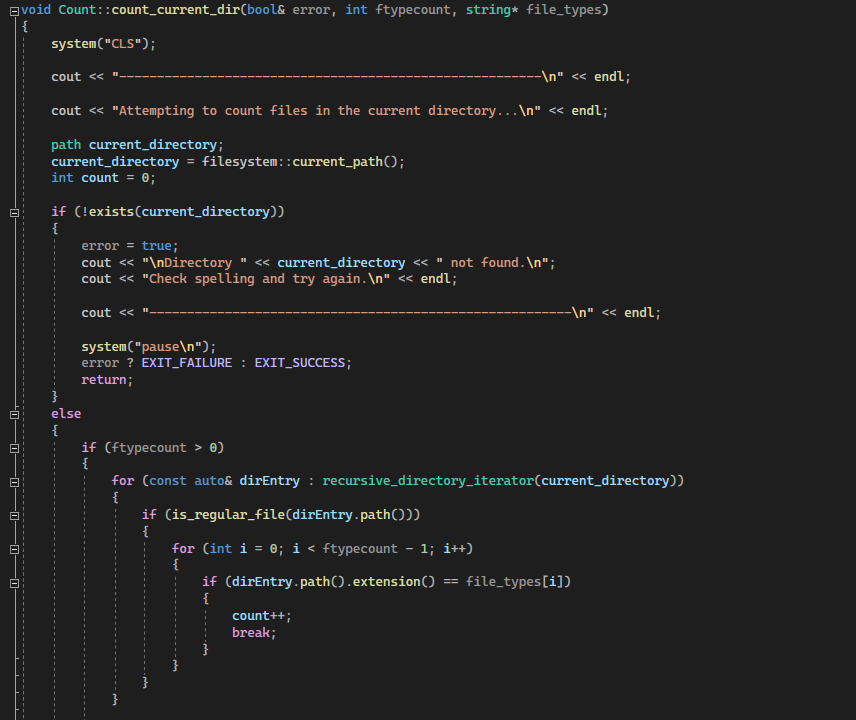 void Count::count_current_dir(bool& error, int ftypecount, string* file_types)
{
    system("CLS");

    cout << "--------------------------------------------------------\n" << endl;

    cout << "Attempting to count files in the current directory...\n" << endl;

    path current_directory;
    current_directory = filesystem::current_path();
    int count = 0;

    if (!exists(current_directory))
    {
        error = true;
        cout << "\nDirectory " << current_directory << " not found.\n";
        cout << "Check spelling and try again.\n" << endl;

        cout << "--------------------------------------------------------\n" << endl;

        system("pause\n");
        error ? EXIT_FAILURE : EXIT_SUCCESS;
        return;
    }
    else
    {
        if (ftypecount > 0)
        {
            for (const auto& dirEntry : recursive_directory_iterator(current_directory))
            {
                if (is_regular_file(dirEntry.path()))
                {
                    for (int i = 0; i < ftypecount - 1; i++)
                    {
                        if (dirEntry.path().extension() == file_types[i])
                        {
                            count++;
                            break;
                        }
                    }
                }
            }